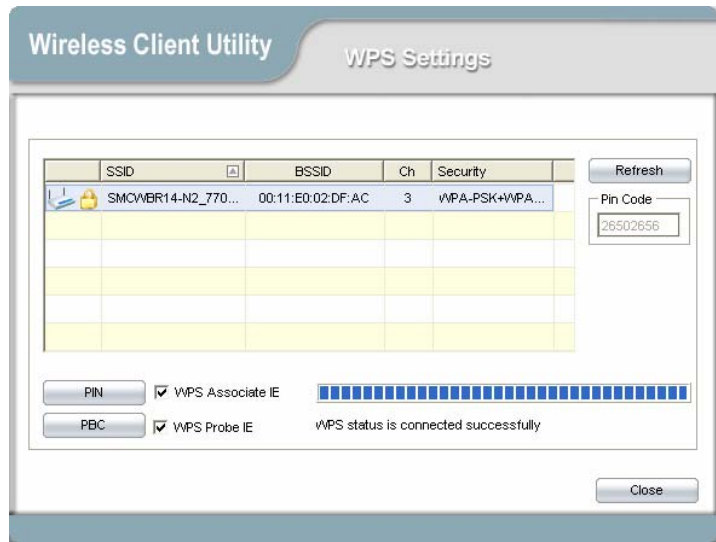 Wireless Client Utility
WPS Settings
SSID BSSID Ch Security
SMCWBR14-N2_770... 00:11:E0:02:DF:AC 3 WPA-PSK+WPA...
Refresh
Pin Code
26502656
PIN
WPS Associate IE
PBC
WPS Probe IE
WPS status is connected successfully
Close